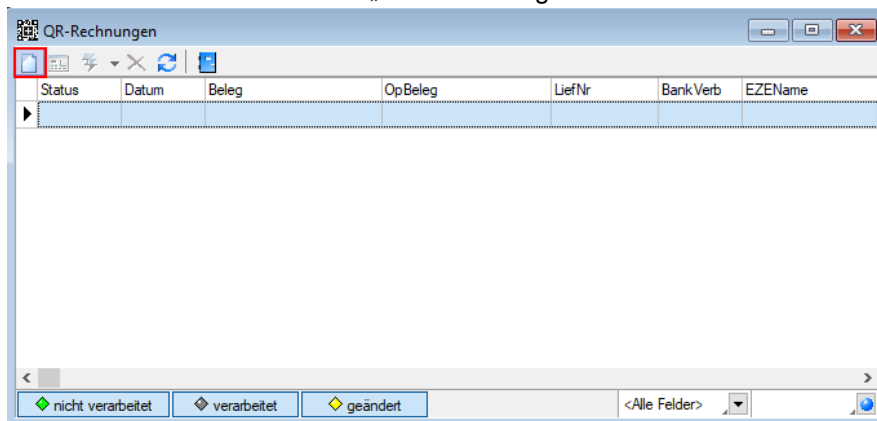 QR-Rechnungen
Status Datum Beleg OpBeleg LiefNr BankVerb EZEName
nicht verarbeitet verarbeitet geändert <Alle Felder>